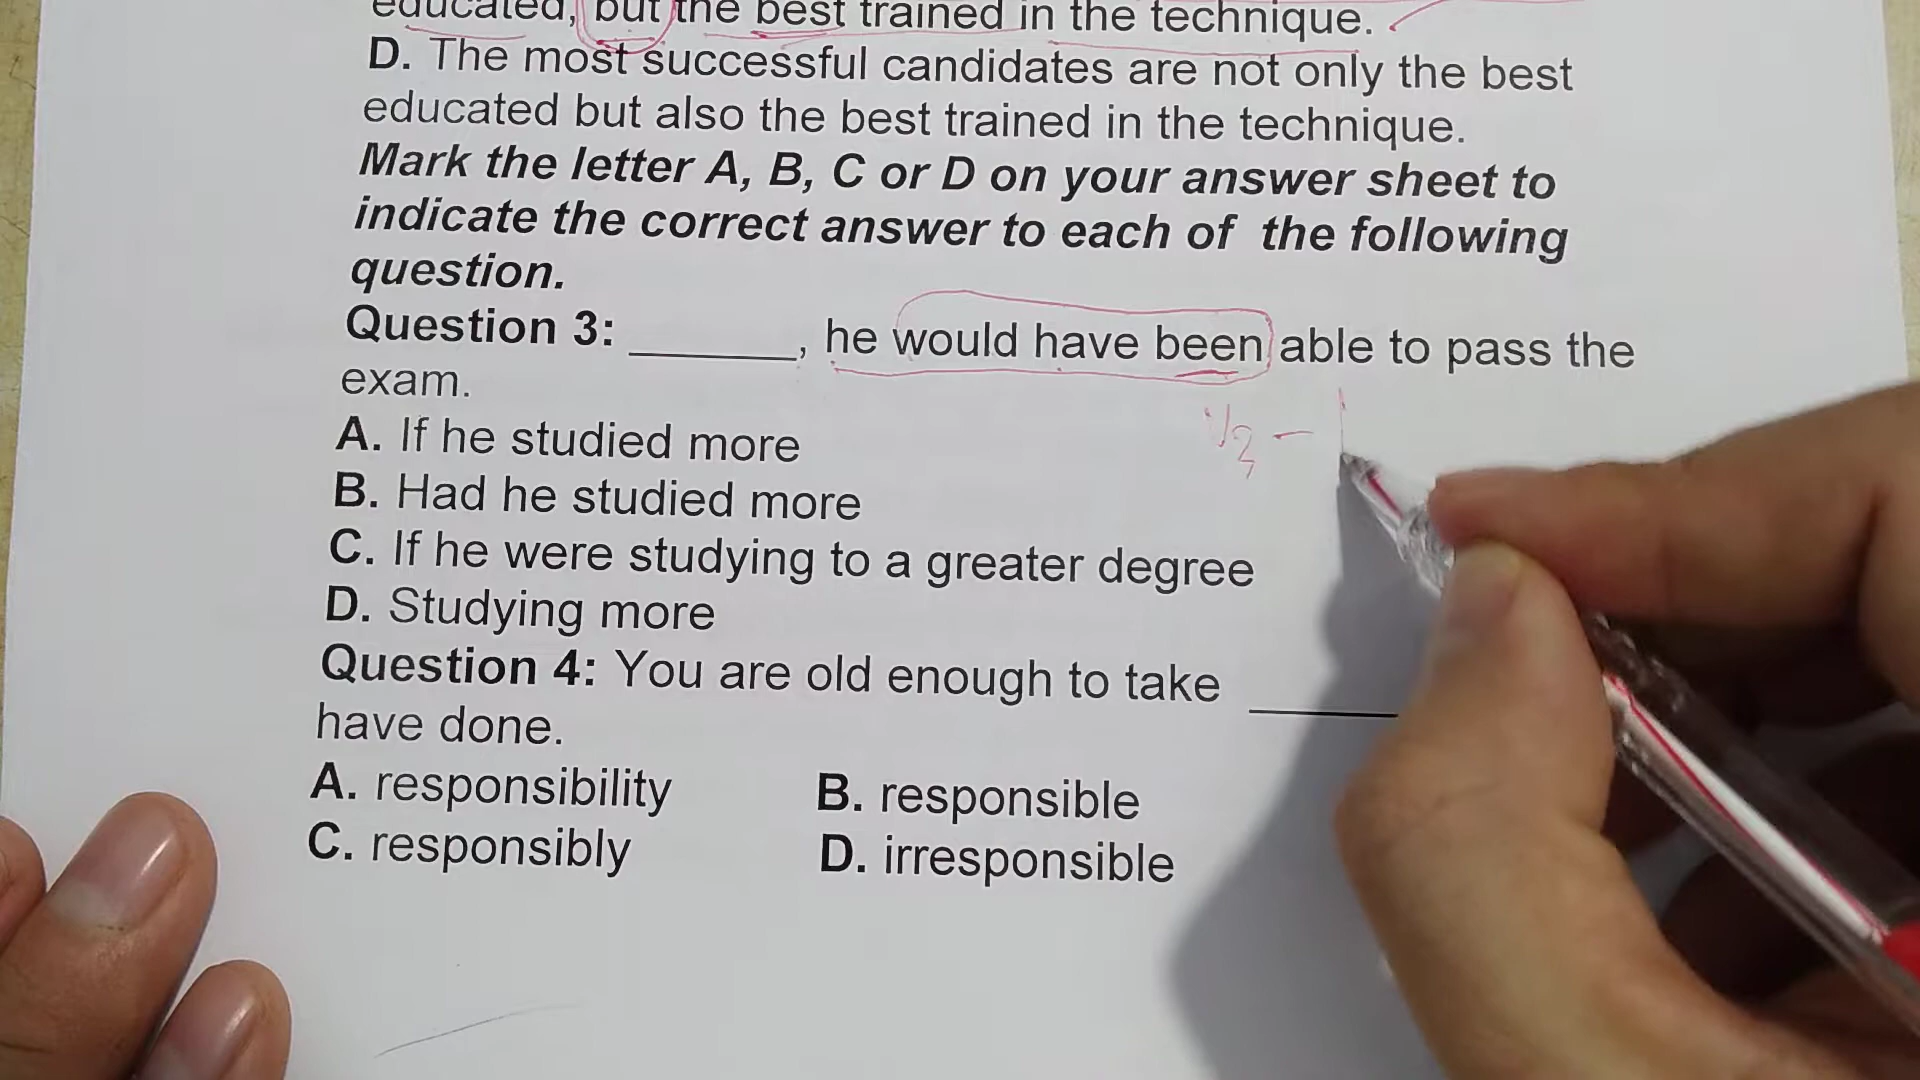 educated, but the best trained in the technique.
D. The most successful candidates are not only the best
educated but also the best trained in the technique.
Mark the letter A, B, C or D on your answer sheet to
indicate the correct answer to each of the following
question.
Question 3: ______, he would have been able to pass the
exam.
A. If he studied more
B. Had he studied more
C. If he were studying to a greater degree
D. Studying more
Question 4: You are old enough to take ______
have done.
A. responsibility B. responsible
C. responsibly D. irresponsible